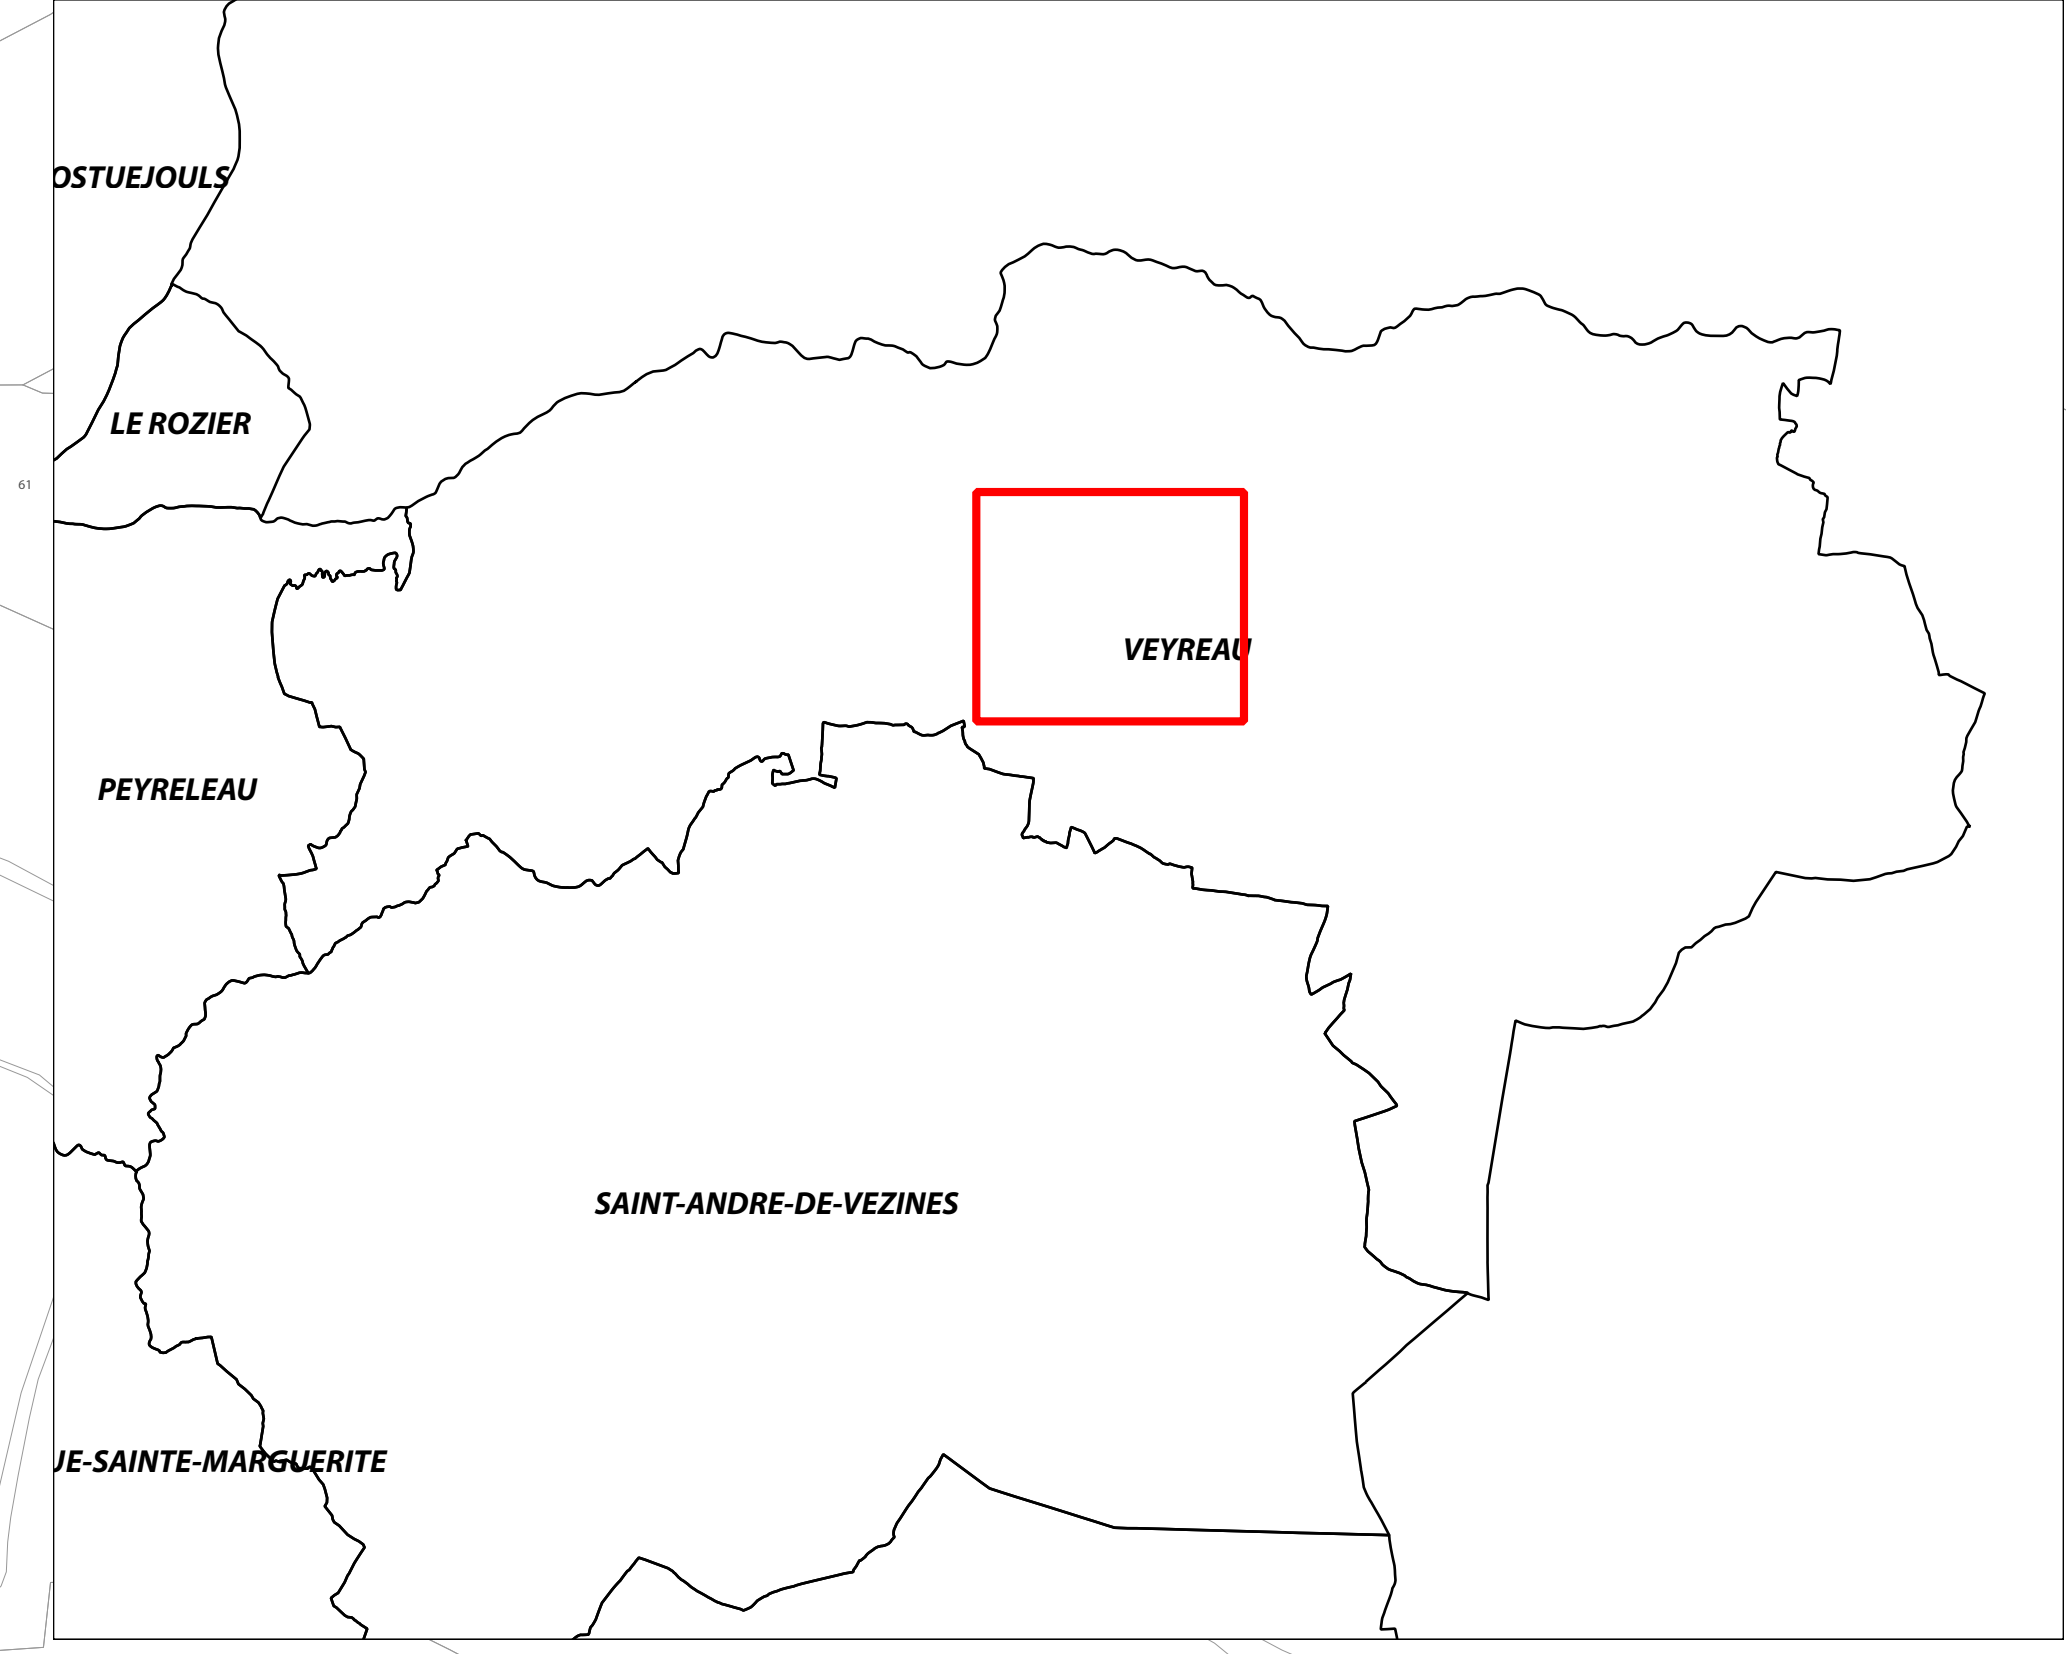 OSTUEJOULS
LE ROZIER
61
VEYREAU
PEYRELEAU
SAINT-ANDRE-DE-VEZINES
JE-SAINTE-MARGUERITE